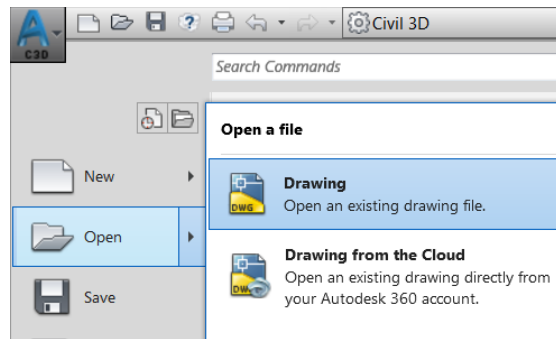 Civil 3D
C3D
Search Commands
Open a file
New
Drawing
DWG
Open an existing drawing file.
Open
Drawing from the Cloud
DW
Open an existing drawing directly from
your Autodesk 360 account.
Save